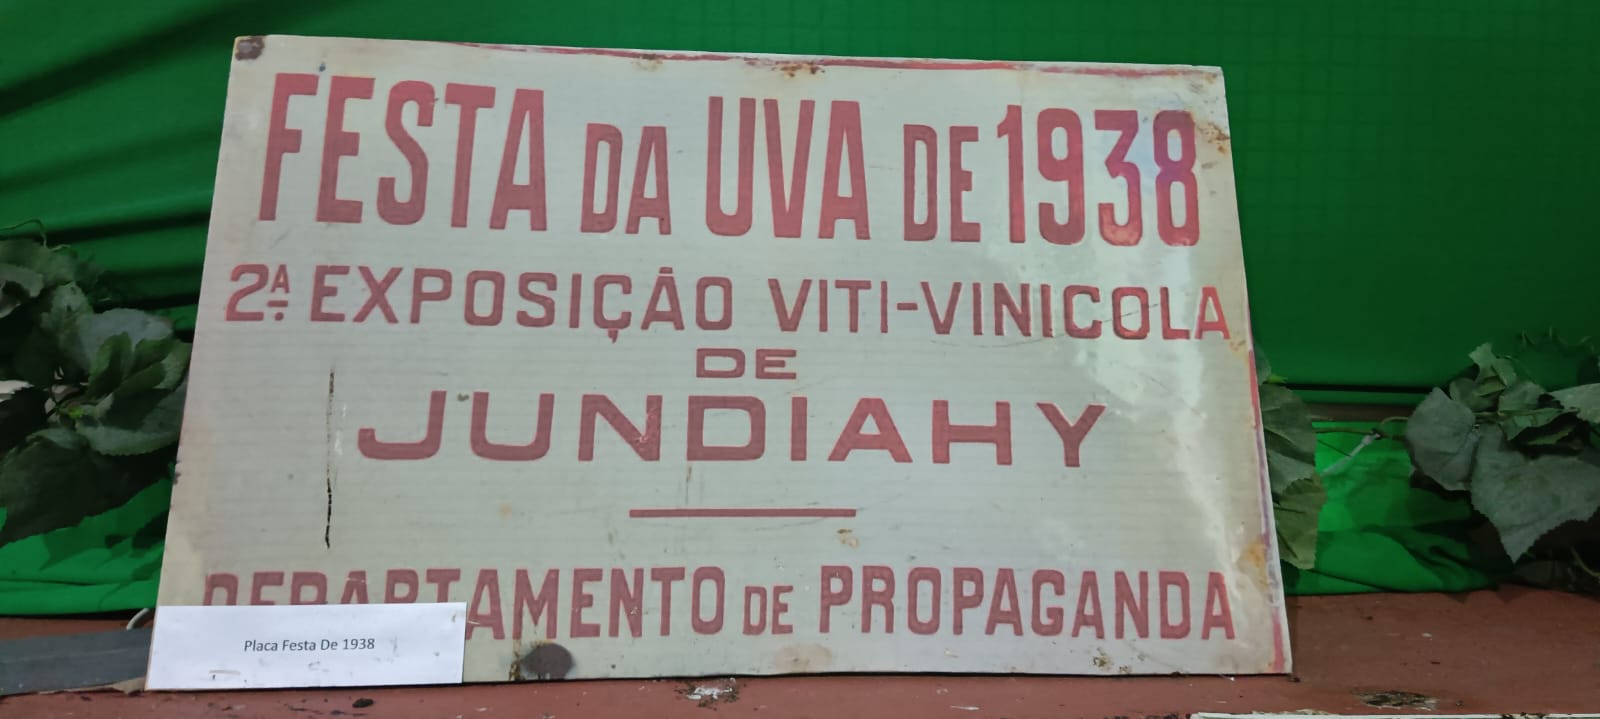 FESTA DA UVA DE 1938
2ª EXPOSIÇÃO VITI-VINICOLA
DE
JUNDIAHY
DEPARTAMENTO DE PROPAGANDA
Placa Festa De 1938